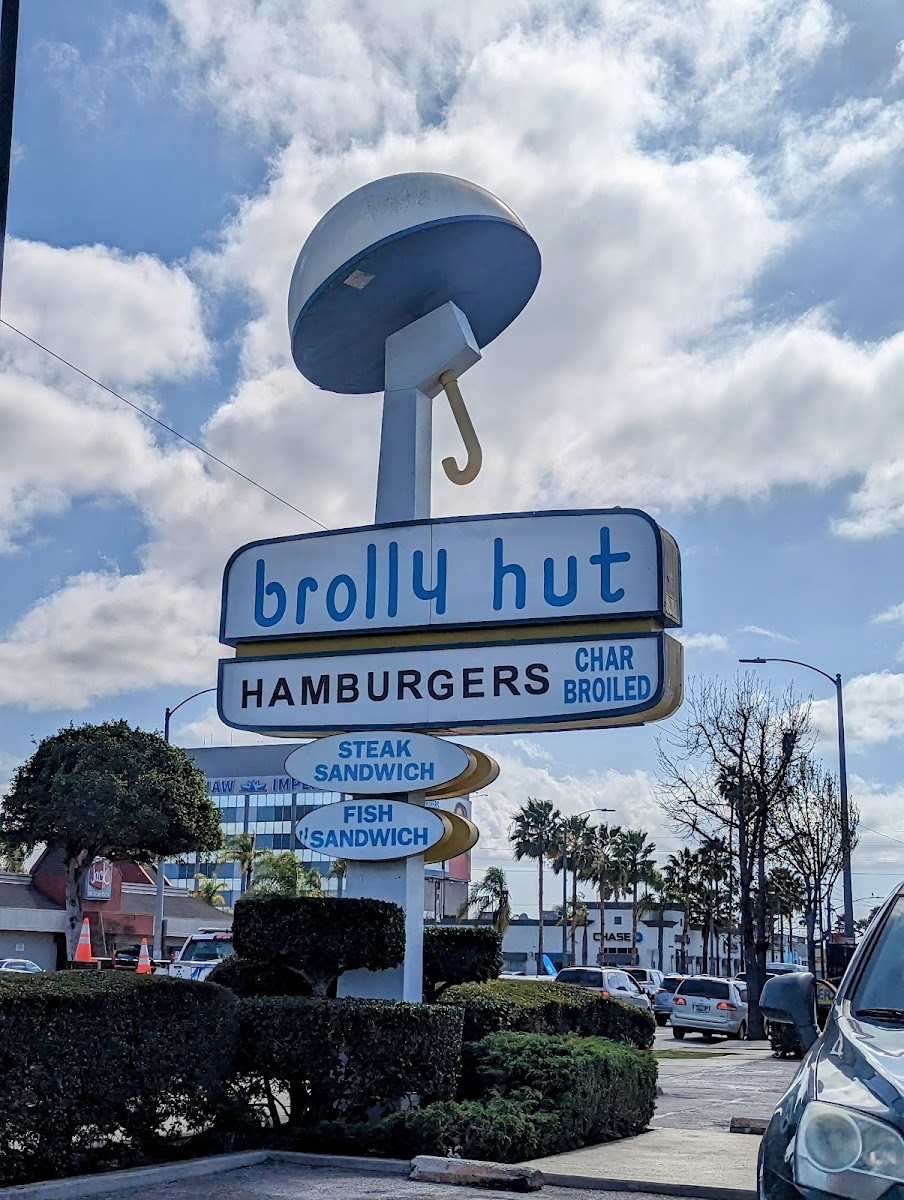 brolly hut
HAMBURGERS
CHAR
BROILED
STEAK
SANDWICH
FISH
SANDWICH
CHASE